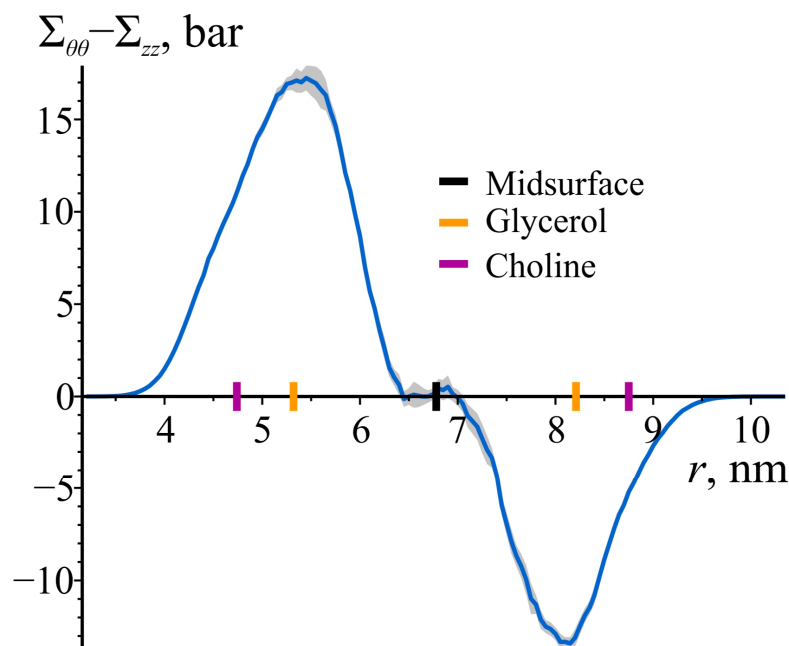 Σθθ−Σzz, bar
15
10
5
0
−5
−10
4 5 6 7 8 9 10
r, nm
Midsurface
Glycerol
Choline